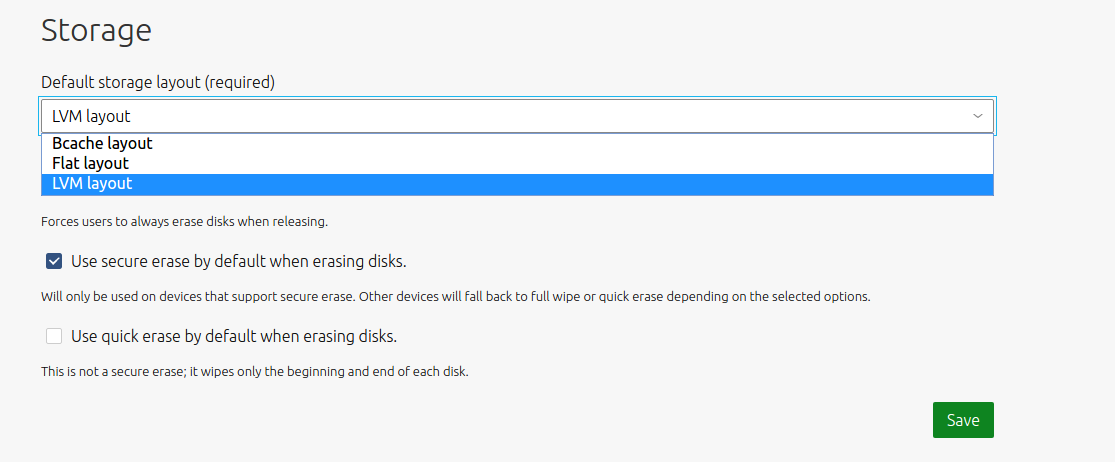 Storage
Default storage layout (required)
LVM layout
Bcache layout
Flat layout
LVM layout
Forces users to always erase disks when releasing.
Use secure erase by default when erasing disks.
Will only be used on devices that support secure erase. Other devices will fall back to full wipe or quick erase depending on the selected options.
Use quick erase by default when erasing disks.
This is not a secure erase; it wipes only the beginning and end of each disk.
Save